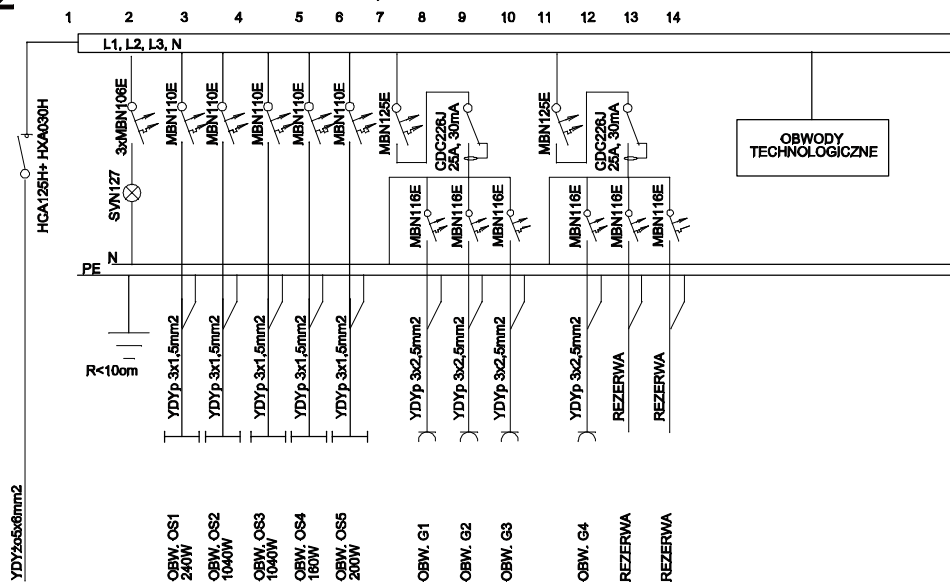 1 2 3 4 5 6 7 8 9 10 11 12 13 14
L1, L2, L3, N
HCA125H+ HXA030H
3xMBN106E
MBN110E
MBN110E
MBN110E
MBN110E
MBN110E
MBN125E
CDC226J
25A, 30mA
MBN125E
CDC226J
25A, 30mA
OBWODY
TECHNOLOGICZNE
SVN127
MBN116E
MBN116E
MBN116E
MBN116E
MBN116E
MBN116E
N
PE
R<10om
YDYp 3x1,5mm2
YDYp 3x1,5mm2
YDYp 3x1,5mm2
YDYp 3x1,5mm2
YDYp 3x1,5mm2
YDYp 3x2,5mm2
YDYp 3x2,5mm2
YDYp 3x2,5mm2
YDYp 3x2,5mm2
REZERWA
REZERWA
YDYżo5x6mm2
OBW. OS1
240W
OBW. OS2
1040W
OBW. OS3
1040W
OBW. OS4
160W
OBW. OS5
200W
OBW. G1
OBW. G2
OBW. G3
OBW. G4
REZERWA
REZERWA